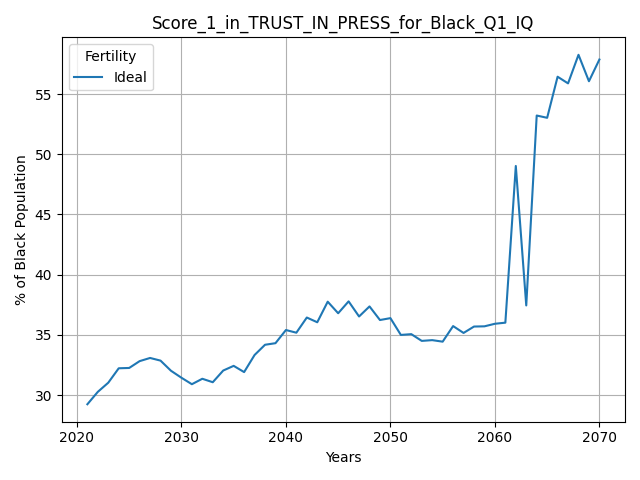 Score_1_in_TRUST_IN_PRESS_for_Black_Q1_IQ
Fertility
Ideal
% of Black Population
55
50
45
40
35
30
2020
2030
2040
2050
2060
2070
Years